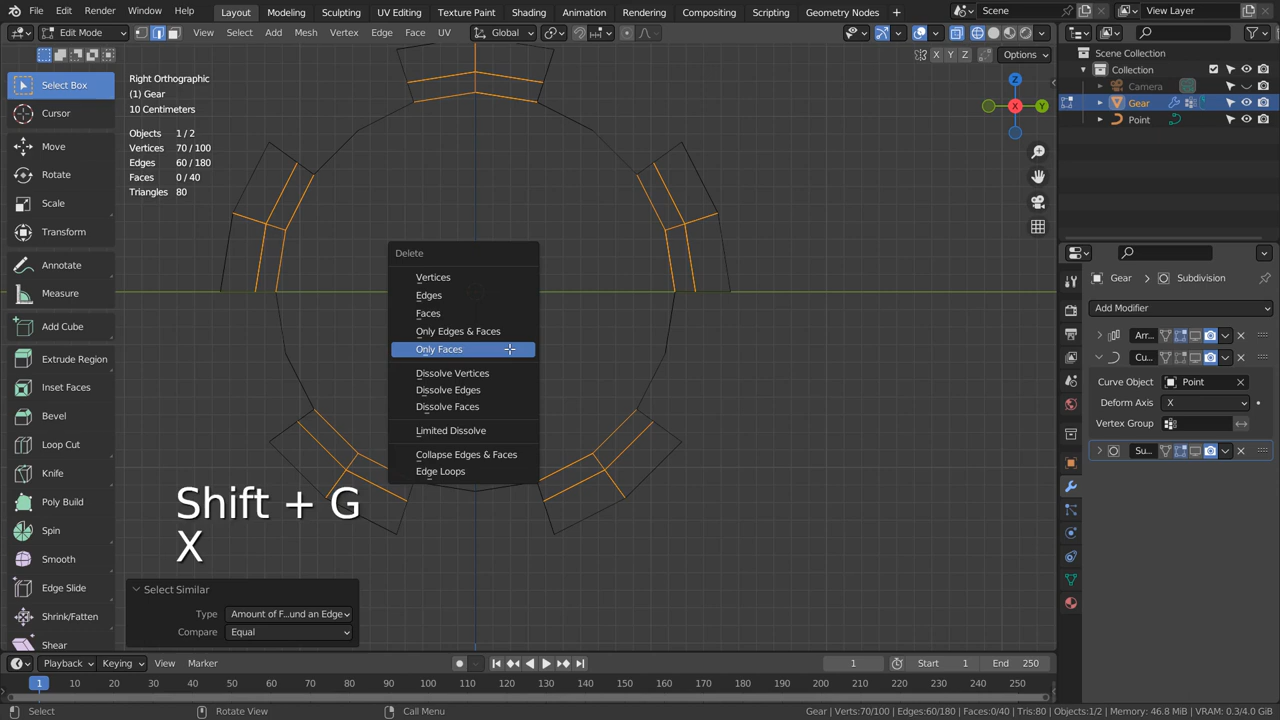 File Edit Render Window Help Layout Modeling Sculpting UV Editing Texture Paint Shading Animation Rendering Compositing Scripting Geometry Nodes + Scene View Layer
Edit Mode View Select Add Mesh Vertex Edge Face UV Global Options
X Y Z
Select Box
Cursor
Move
Rotate
Scale
Transform
Annotate
Measure
Add Cube
Extrude Region
Inset Faces
Bevel
Loop Cut
Knife
Poly Build
Spin
Smooth
Edge Slide
Shrink/Fatten
Shear
Right Orthographic
(1) Gear
10 Centimeters
Objects 1 / 2
Vertices 70 / 100
Edges 60 / 180
Faces 0 / 40
Triangles 80
Delete
Vertices
Edges
Faces
Only Edges & Faces
Only Faces
Dissolve Vertices
Dissolve Edges
Dissolve Faces
Limited Dissolve
Collapse Edges & Faces
Edge Loops
Shift + G
X
Select Similar
Type Amount of F...und an Edge
Compare Equal
Z
X Y
Scene Collection
Collection
Camera
Gear
Point
Gear Subdivision
Add Modifier
Arr...
Cu...
Curve Object Point
Deform Axis X
Vertex Group
Su...
Playback Keying View Marker 1 Start 1 End 250
1 10 20 30 40 50 60 70 80 90 100 110 120 130 140 150 160 170 180 190 200 210 220 230 240 250
Select Rotate View Call Menu Gear | Verts:70/100 | Edges:60/180 | Faces:0/40 | Tris:80 | Objects:1/2 | Memory: 46.8 MiB | VRAM: 0.3/4.0 GiB